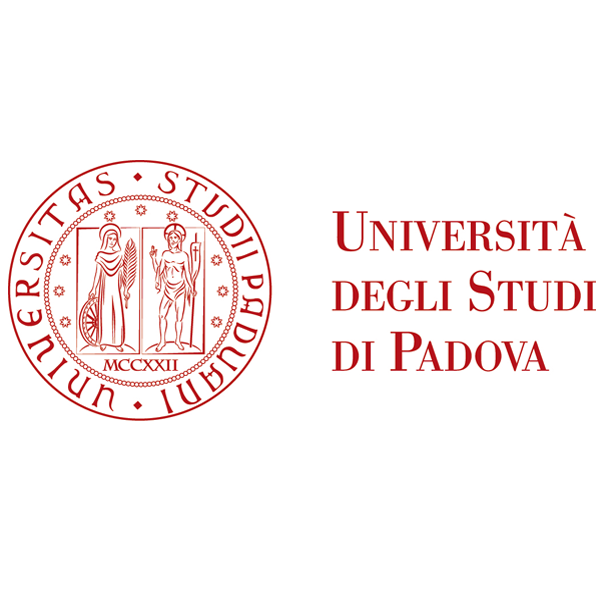 UNIVERSITAS • STUDII PADUANI •
MCCXXII
UNIVERSITÀ
DEGLI STUDI
DI PADOVA